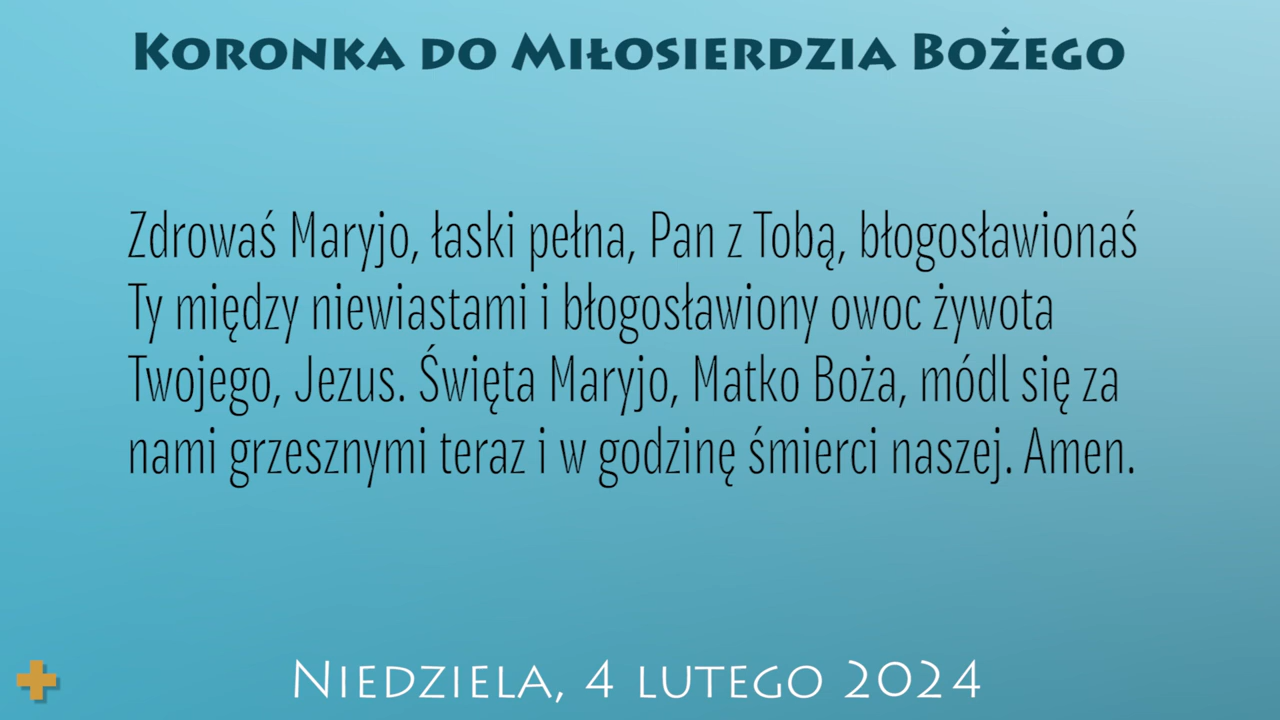 Koronka do Miłosierdzia Bożego
Zdrowaś Maryjo, łaski pełna, Pan z Tobą, błogosławionaś
Ty między niewiastami i błogosławiony owoc żywota
Twojego, Jezus. Święta Maryjo, Matko Boża, módl się za
nami grzesznymi teraz i w godzinę śmierci naszej. Amen.
Niedziela, 4 lutego 2024